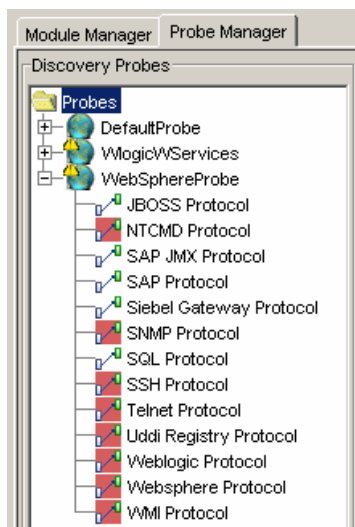 Module Manager Probe Manager
Discovery Probes
Probes
DefaultProbe
WlogicWServices
WebSphereProbe
JBOSS Protocol
NTCMD Protocol
SAP JMX Protocol
SAP Protocol
Siebel Gateway Protocol
SNMP Protocol
SQL Protocol
SSH Protocol
Telnet Protocol
Uddi Registry Protocol
Weblogic Protocol
Websphere Protocol
WMI Protocol